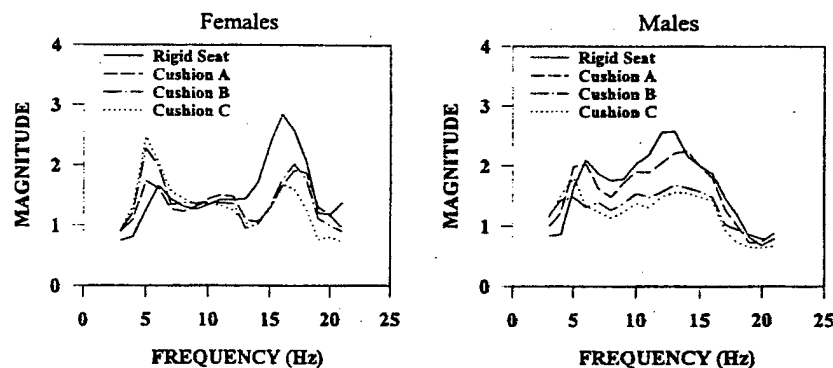 Females
4
3
2
1
0
MAGNITUDE
Rigid Seat
Cushion A
Cushion B
Cushion C
0 5 10 15 20 25
FREQUENCY (Hz)
Males
4
3
2
1
0
MAGNITUDE
Rigid Seat
Cushion A
Cushion B
Cushion C
0 5 10 15 20 25
FREQUENCY (Hz)